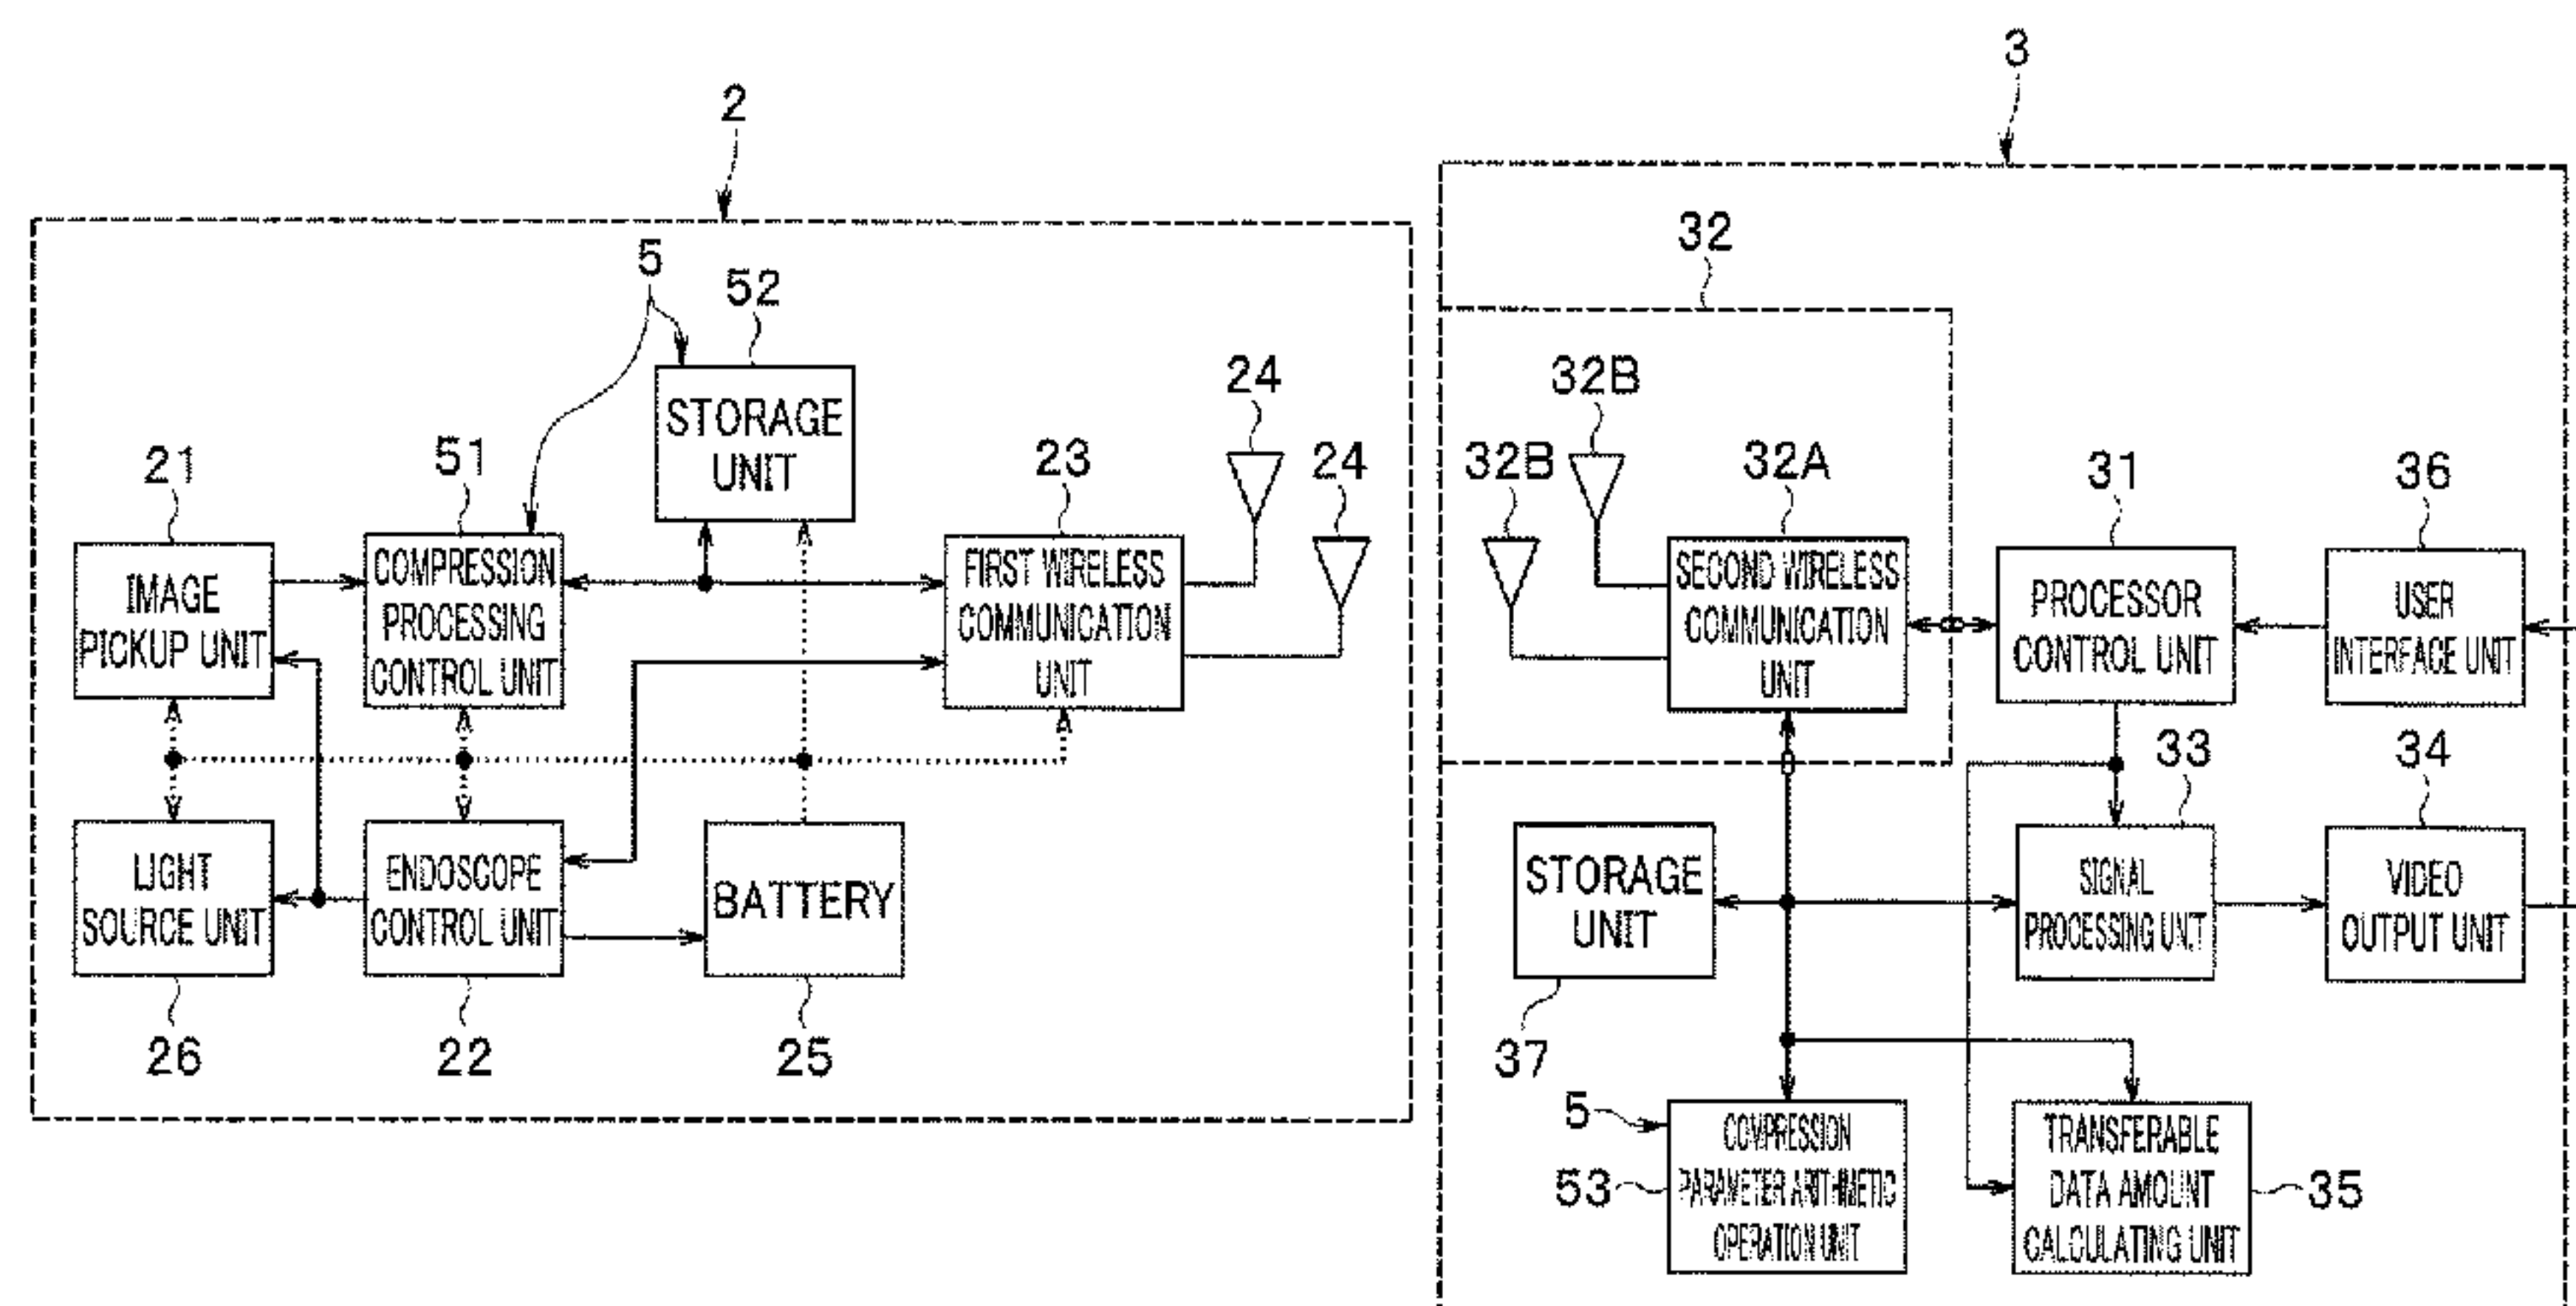 3
2
32
5
52
24
32B
STORAGE
UNIT
21
51
23
24
32B
32A
31
36
IMAGE
PICKUP UNIT
COMPRESSION
PROCESSING
CONTROL UNIT
FIRST WIRELESS
COMMUNICATION
UNIT
SECOND WIRELESS
COMMUNICATION
UNIT
PROCESSOR
CONTROL UNIT
USER
INTERFACE UNIT
33
34
LIGHT
SOURCE UNIT
ENDOSCOPE
CONTROL UNIT
BATTERY
STORAGE
UNIT
SIGNAL
PROCESSING UNIT
VIDEO
OUTPUT UNIT
26
22
25
37
5
53
COMPRESSION
PARAMETER ARITHMETIC
OPERATION UNIT
TRANSFERABLE
DATA AMOUNT
CALCULATING UNIT
35